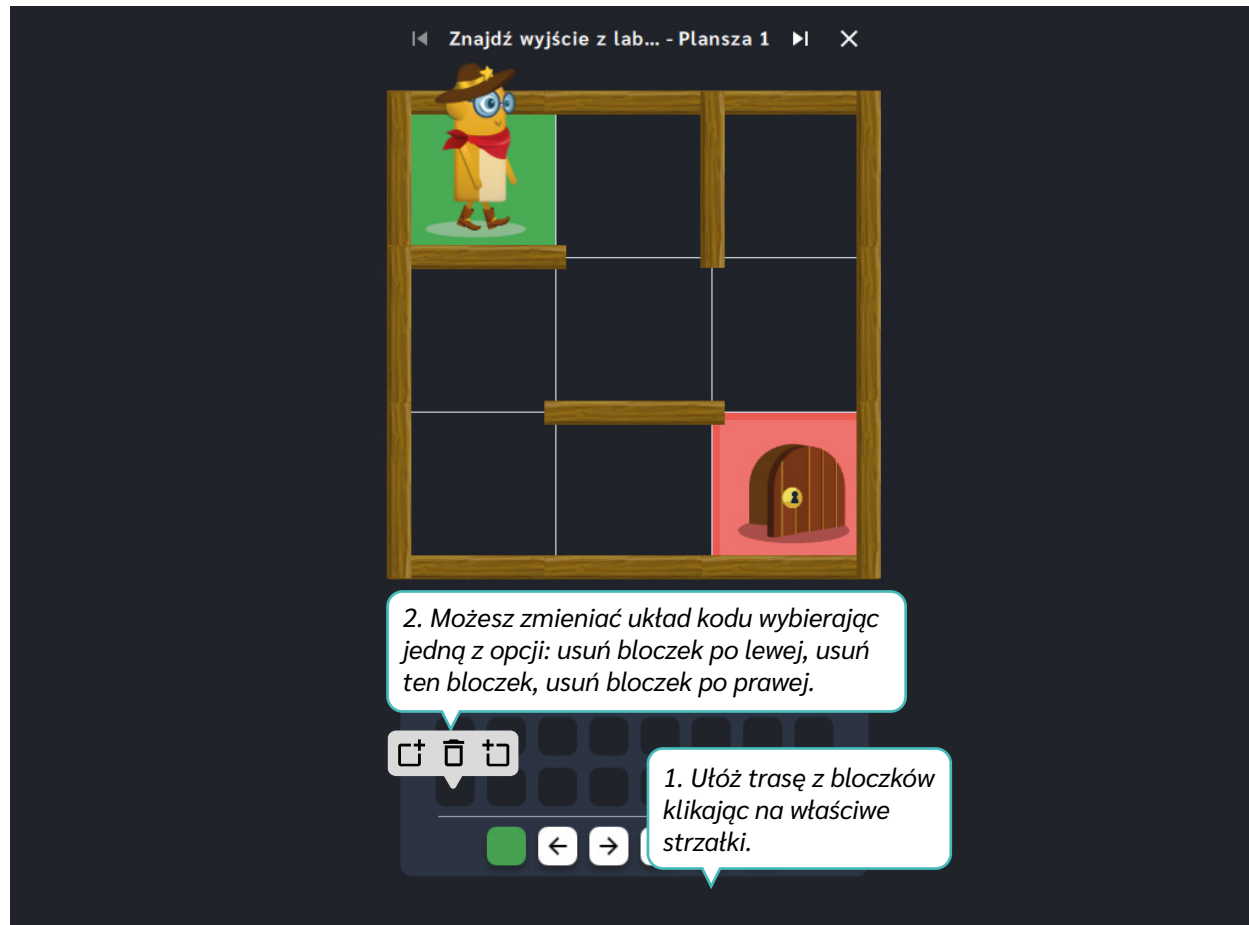 Znajdź wyjście z lab... - Plansza 1
2. Możesz zmieniać układ kodu wybierając
jedną z opcji: usuń bloczek po lewej, usuń
ten bloczek, usuń bloczek po prawej.
1. Ułóż trasę z bloczków
klikając na właściwe
strzałki.